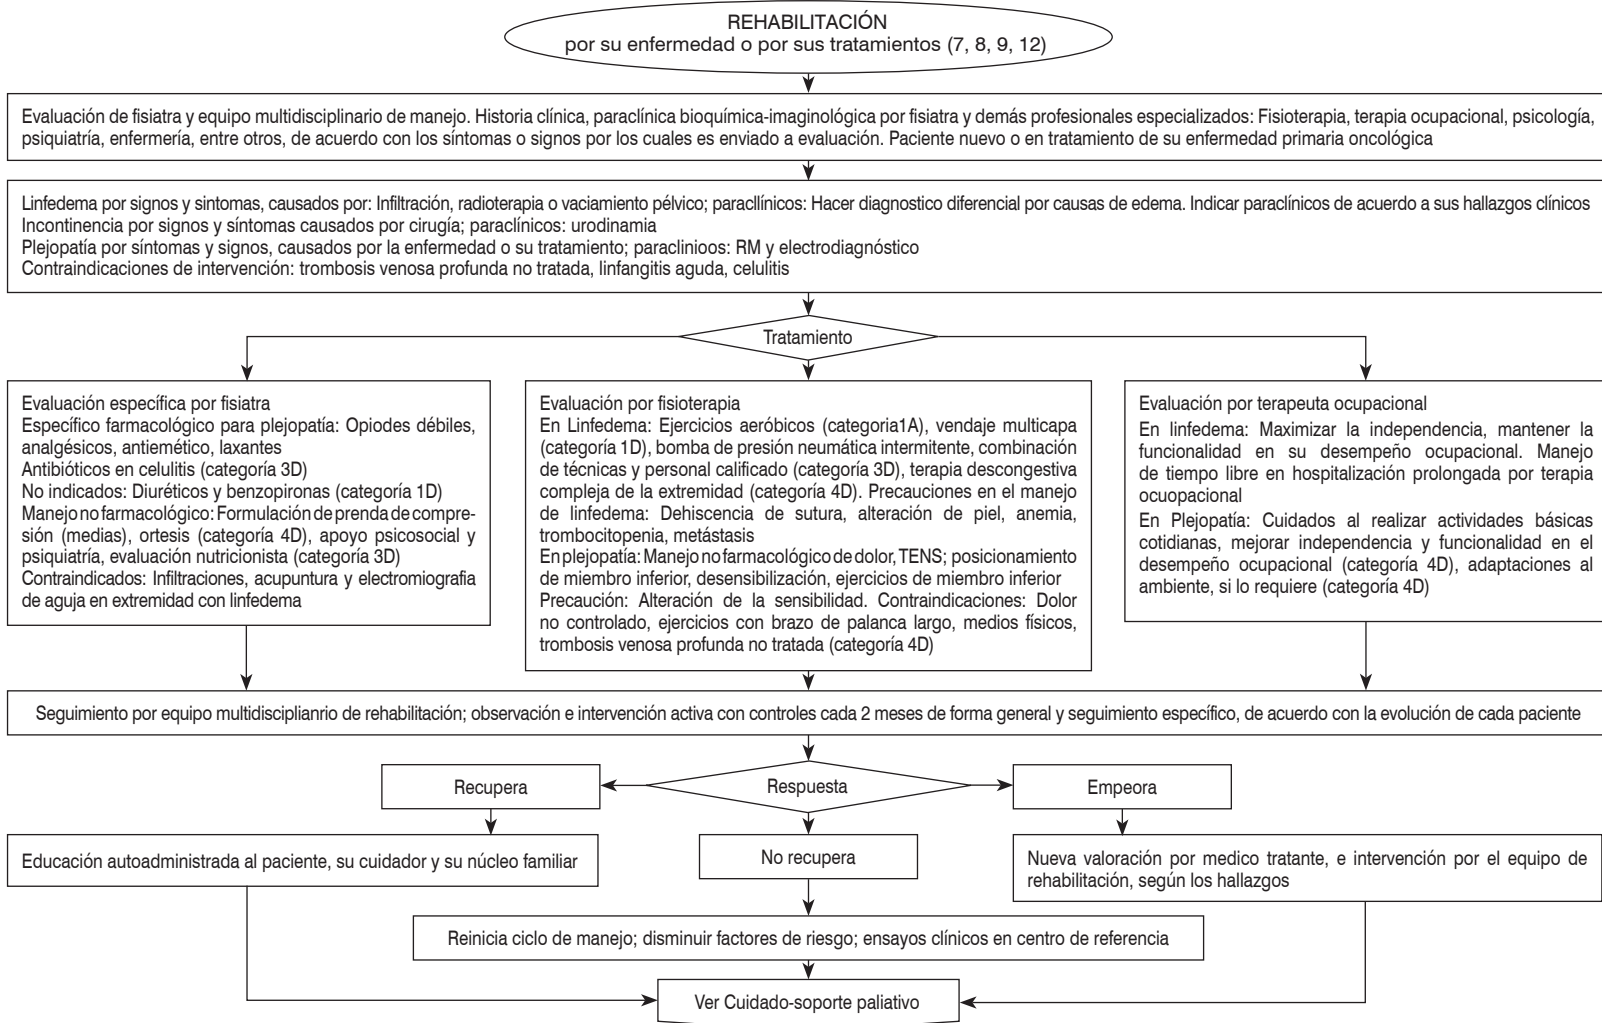 REHABILITACIÓN
por su enfermedad o por sus tratamientos (7, 8, 9, 12)
Evaluación de fisiatra y equipo multidisciplinario de manejo. Historia clínica, paraclínica bioquímica-imaginológica por fisiatra y demás profesionales especializados: Fisioterapia, terapia ocupacional, psicología,
psiquiatría, enfermería, entre otros, de acuerdo con los síntomas o signos por los cuales es enviado a evaluación. Paciente nuevo o en tratamiento de su enfermedad primaria oncológica
Linfedema por signos y sintomas, causados por: Infiltración, radioterapia o vaciamiento pélvico; paracllínicos: Hacer diagnostico diferencial por causas de edema. Indicar paraclínicos de acuerdo a sus hallazgos clínicos
Incontinencia por signos y síntomas causados por cirugía; paraclínicos: urodinamia
Plejopatía por síntomas y signos, causados por la enfermedad o su tratamiento; paraclinioos: RM y electrodiagnóstico
Contraindicaciones de intervención: trombosis venosa profunda no tratada, linfangitis aguda, celulitis
Tratamiento
Evaluación específica por fisiatra
Específico farmacológico para plejopatía: Opiodes débiles,
analgésicos, antiemético, laxantes
Antibióticos en celulitis (categoría 3D)
No indicados: Diuréticos y benzopironas (categoría 1D)
Manejo no farmacológico: Formulación de prenda de compre-
sión (medias), ortesis (categoría 4D), apoyo psicosocial y
psiquiatría, evaluación nutricionista (categoría 3D)
Contraindicados: Infiltraciones, acupuntura y electromiografia
de aguja en extremidad con linfedema
Evaluación por fisioterapia
En Linfedema: Ejercicios aeróbicos (categoria1A), vendaje multicapa
(categoría 1D), bomba de presión neumática intermitente, combinación
de técnicas y personal calificado (categoría 3D), terapia descongestiva
compleja de la extremidad (categoría 4D). Precauciones en el manejo
de linfedema: Dehiscencia de sutura, alteración de piel, anemia,
trombocitopenia, metástasis
En plejopatía: Manejo no farmacológico de dolor, TENS; posicionamiento
de miembro inferior, desensibilización, ejercicios de miembro inferior
Precaución: Alteración de la sensibilidad. Contraindicaciones: Dolor
no controlado, ejercicios con brazo de palanca largo, medios físicos,
trombosis venosa profunda no tratada (categoría 4D)
Evaluación por terapeuta ocupacional
En linfedema: Maximizar la independencia, mantener la
funcionalidad en su desempeño ocupacional. Manejo
de tiempo libre en hospitalización prolongada por terapia
ocuopacional
En Plejopatía: Cuidados al realizar actividades básicas
cotidianas, mejorar independencia y funcionalidad en el
desempeño ocupacional (categoría 4D), adaptaciones al
ambiente, si lo requiere (categoría 4D)
Seguimiento por equipo multidisciplianrio de rehabilitación; observación e intervención activa con controles cada 2 meses de forma general y seguimiento específico, de acuerdo con la evolución de cada paciente
Recupera
Respuesta
Empeora
Educación autoadministrada al paciente, su cuidador y su núcleo familiar
No recupera
Nueva valoración por medico tratante, e intervención por el equipo de
rehabilitación, según los hallazgos
Reinicia ciclo de manejo; disminuir factores de riesgo; ensayos clínicos en centro de referencia
Ver Cuidado-soporte paliativo